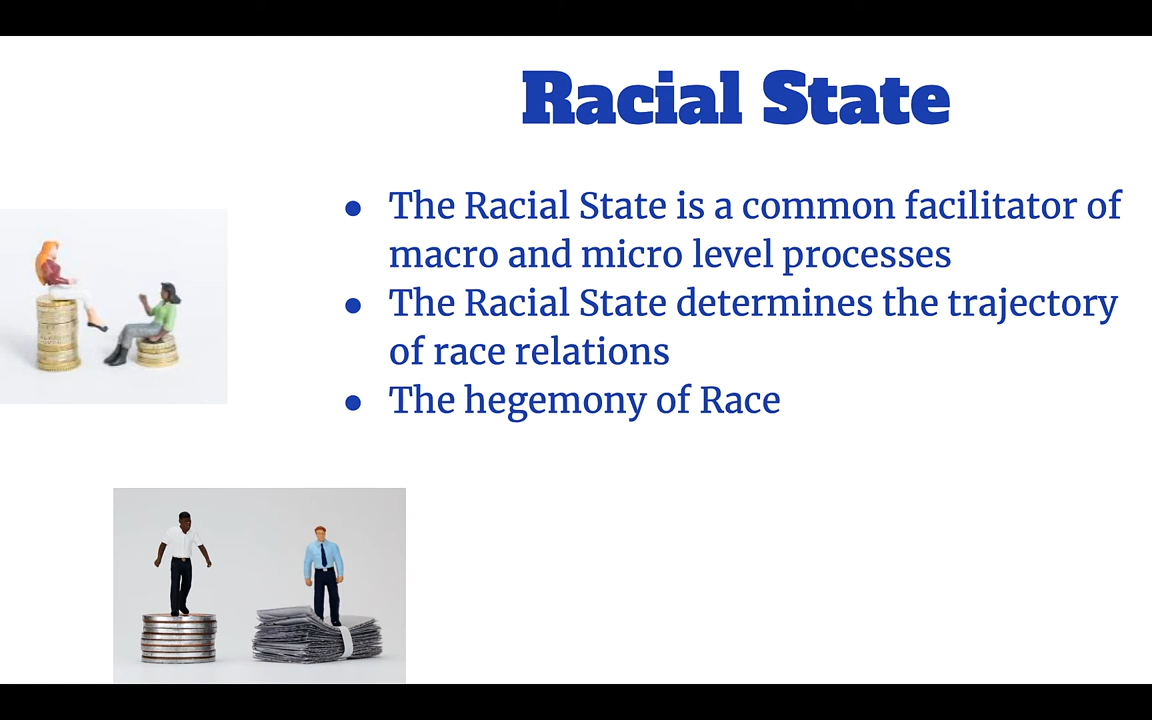 Racial State
● The Racial State is a common facilitator of
macro and micro level processes
● The Racial State determines the trajectory
of race relations
● The hegemony of Race